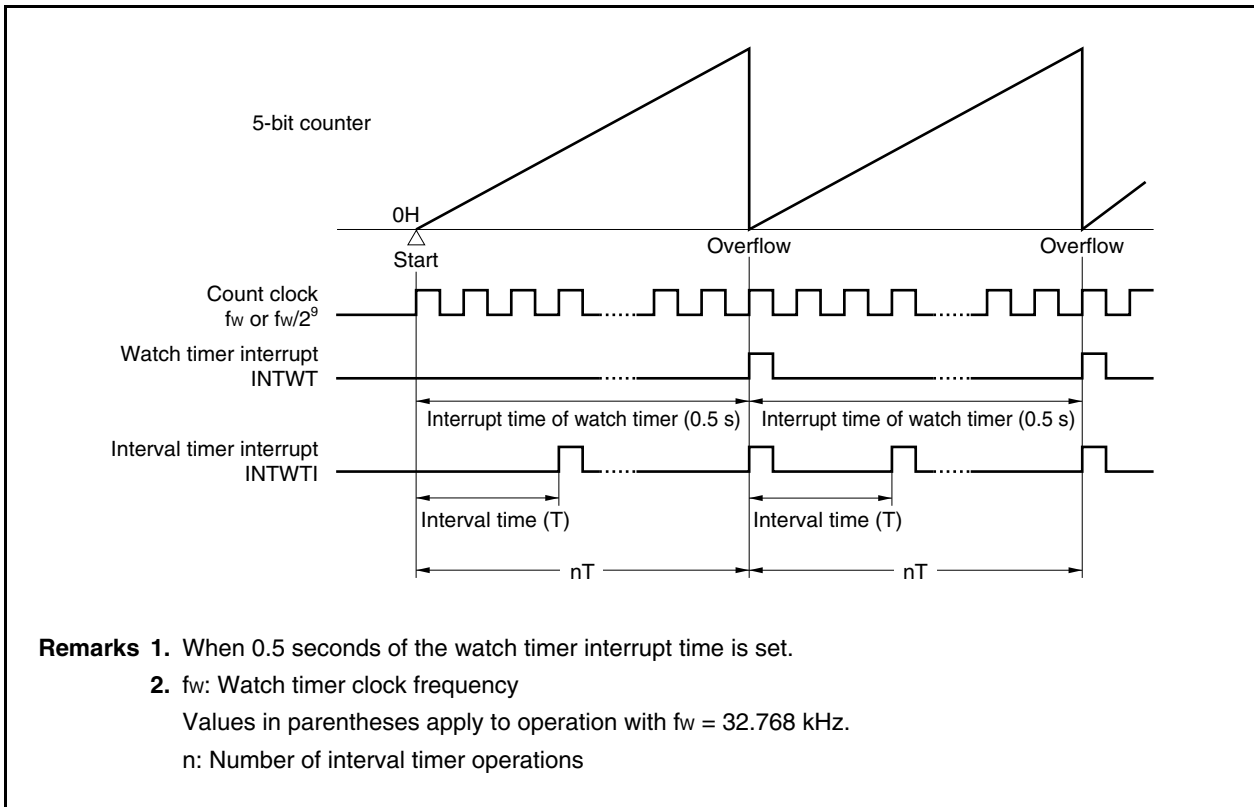 5-bit counter
0H
Start
Overflow
Overflow
Count clock
fW or fW/2⁹
Watch timer interrupt
INTWT
Interrupt time of watch timer (0.5 s)
Interrupt time of watch timer (0.5 s)
Interval timer interrupt
INTWTI
Interval time (T)
Interval time (T)
nT
nT
Remarks 1. When 0.5 seconds of the watch timer interrupt time is set.
2. fW: Watch timer clock frequency
Values in parentheses apply to operation with fW = 32.768 kHz.
n: Number of interval timer operations